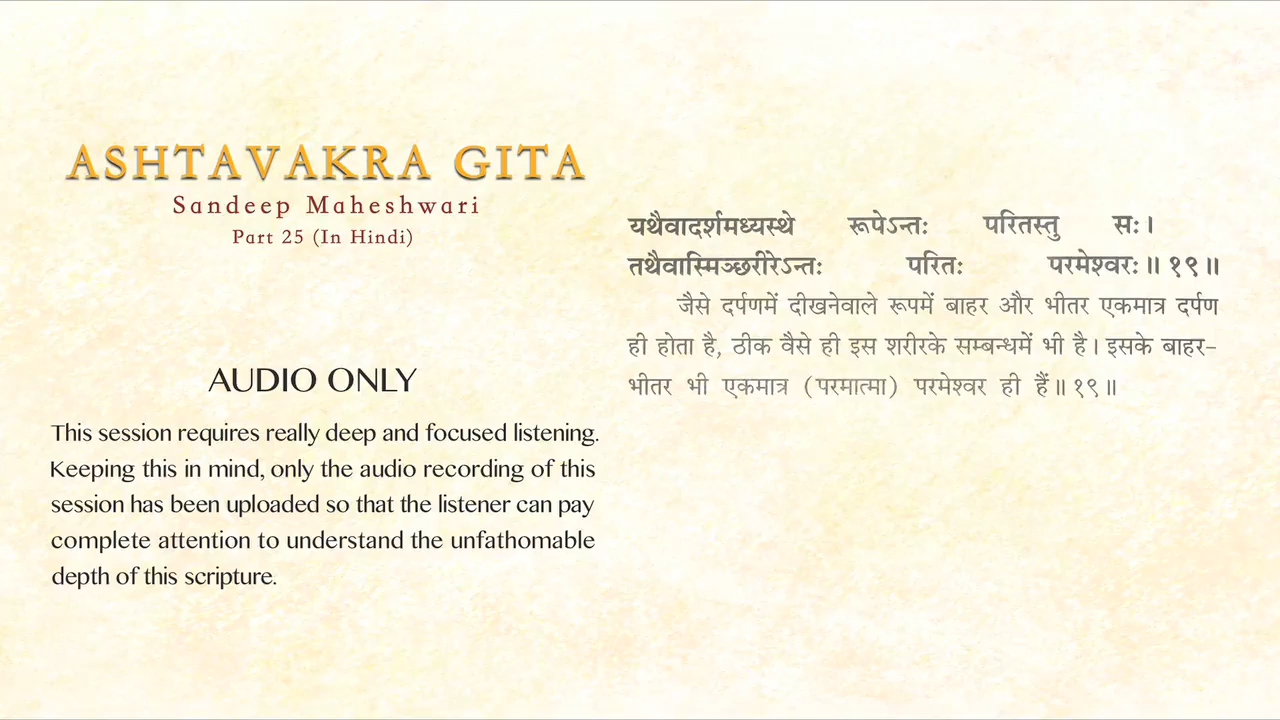 ASHTAVAKRA GITA
Sandeep Maheshwari
Part 25 (In Hindi)
AUDIO ONLY
This session requires really deep and focused listening.
Keeping this in mind, only the audio recording of this
session has been uploaded so that the listener can pay
complete attention to understand the unfathomable
depth of this scripture.
यथैवादर्शमध्यस्थे रूपेऽन्तः परितस्तु सः।
तथैवास्मिञ्छरीरेऽन्तः परितः परमेश्वरः॥१९॥
जैसे दर्पणमें दीखनेवाले रूपमें बाहर और भीतर एकमात्र दर्पण
ही होता है, ठीक वैसे ही इस शरीरके सम्बन्धमें भी है। इसके बाहर-
भीतर भी एकमात्र (परमात्मा) परमेश्वर ही हैं॥१९॥